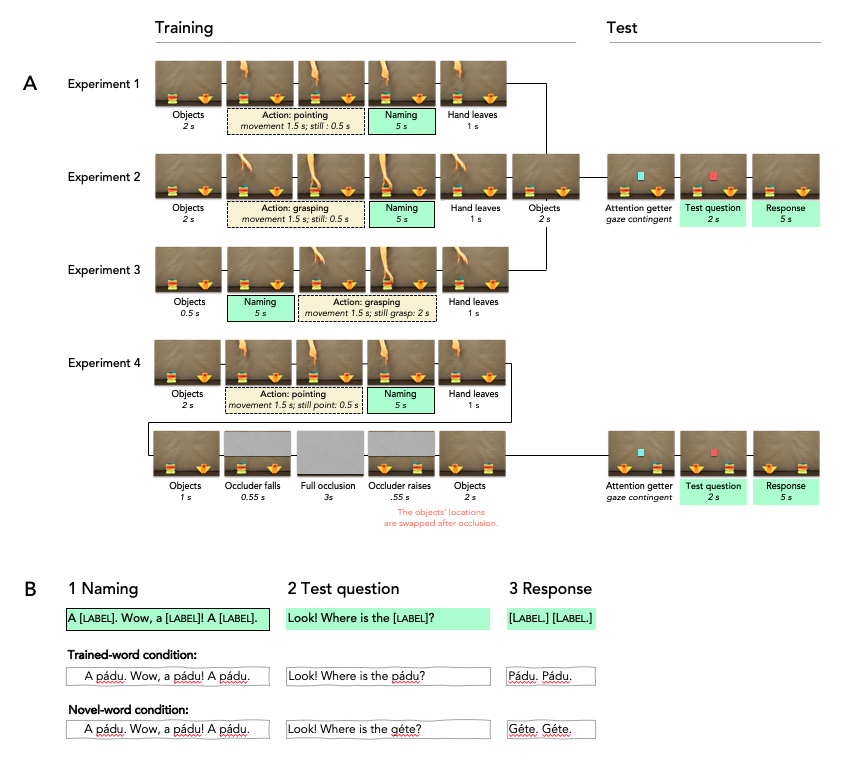 Training
Test
A
Experiment 1
Objects
2 s
Action: pointing
movement 1.5 s; still : 0.5 s
Naming
5 s
Hand leaves
1 s
Experiment 2
Objects
2 s
Action: grasping
movement 1.5 s; still: 0.5 s
Naming
5 s
Hand leaves
1 s
Objects
2 s
Attention getter
gaze contingent
Test question
2 s
Response
5 s
Experiment 3
Objects
0.5 s
Naming
5 s
Action: grasping
movement 1.5 s; still grasp: 2 s
Hand leaves
1 s
Experiment 4
Objects
2 s
Action: pointing
movement 1.5 s; still point: 0.5 s
Naming
5 s
Hand leaves
1 s
Objects
1 s
Occluder falls
0.55 s
Full occlusion
3s
Occluder raises
.55 s
Objects
2 s
The objects' locations
are swapped after occlusion.
Attention getter
gaze contingent
Test question
2 s
Response
5 s
B
1 Naming
2 Test question
3 Response
A [LABEL]. Wow, a [LABEL]! A [LABEL].
Look! Where is the [LABEL]?
[LABEL.] [LABEL.]
Trained-word condition:
A pádu. Wow, a pádu! A pádu.
Look! Where is the pádu?
Pádu. Pádu.
Novel-word condition:
A pádu. Wow, a pádu! A pádu.
Look! Where is the géte?
Géte. Géte.